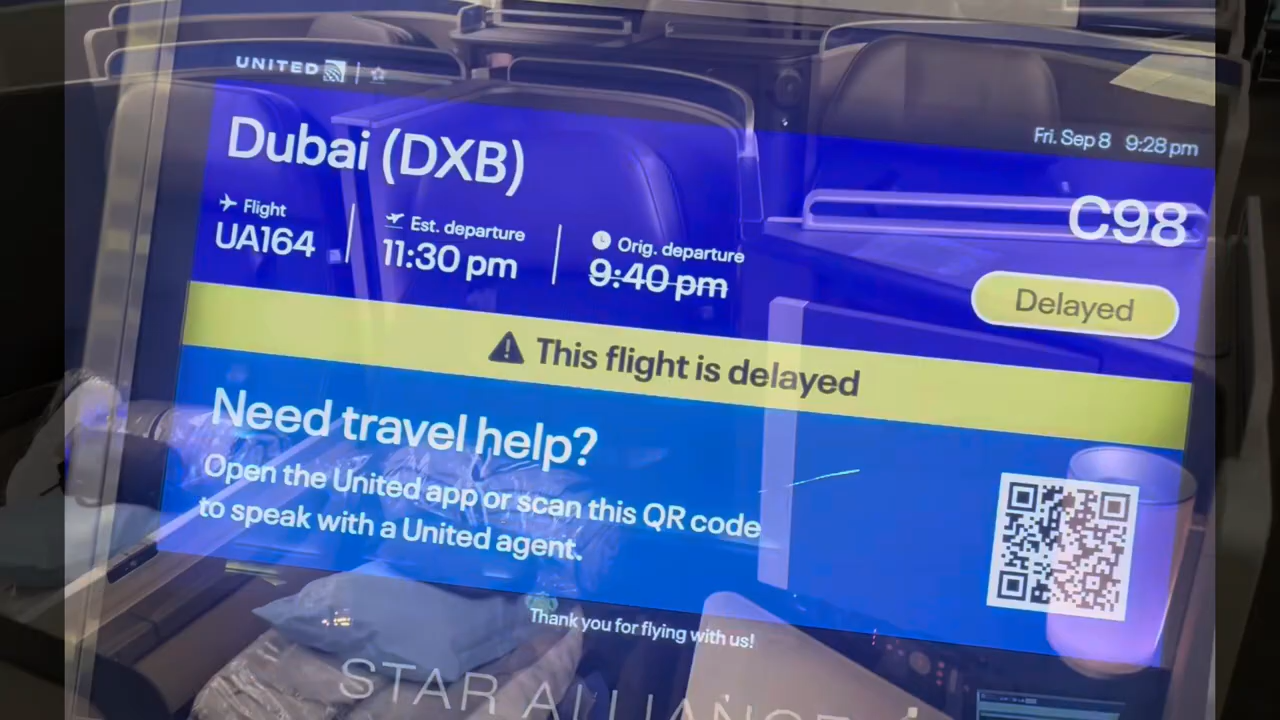 UNITED
Fri. Sep 8 9:28 pm
Dubai (DXB)
C98
Flight
UA164
Est. departure
11:30 pm
Orig. departure
9:40 pm
Delayed
This flight is delayed
Need travel help?
Open the United app or scan this QR code
to speak with a United agent.
Thank you for flying with us!
STAR ALLIANCE